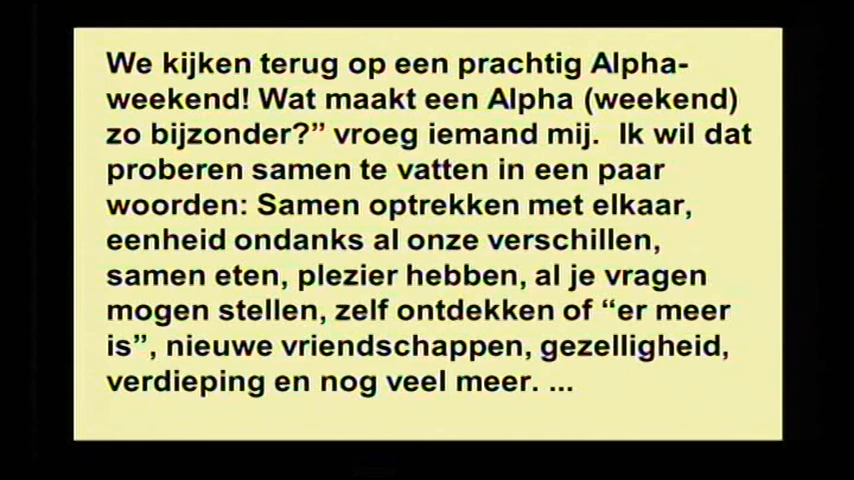 We kijken terug op een prachtig Alpha-
weekend! Wat maakt een Alpha (weekend)
zo bijzonder?” vroeg iemand mij. Ik wil dat
proberen samen te vatten in een paar
woorden: Samen optrekken met elkaar,
eenheid ondanks al onze verschillen,
samen eten, plezier hebben, al je vragen
mogen stellen, zelf ontdekken of “er meer
is”, nieuwe vriendschappen, gezelligheid,
verdieping en nog veel meer. ...